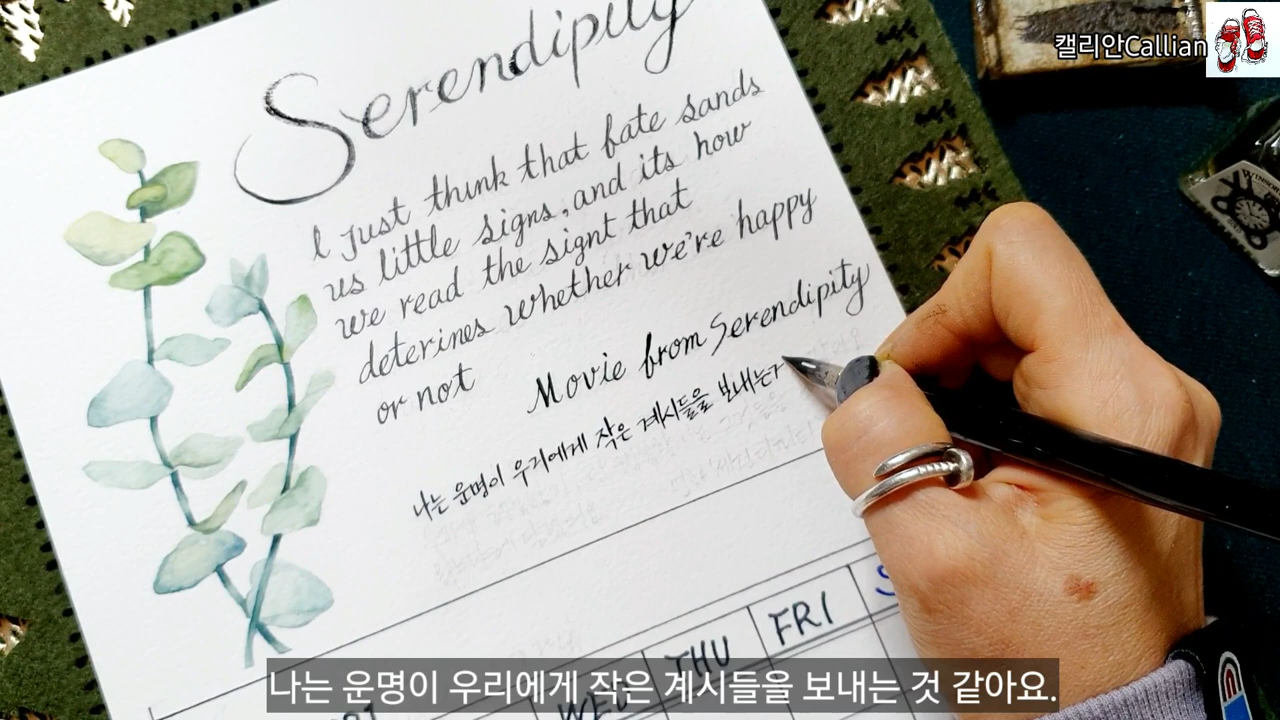 캘리안Callian
Serendipity
I just think that fate sands
us little signs, and its how
we read the signt that
deterines whether we're happy
or not
Movie from Serendipity
나는 운명이 우리에게 작은 계시들을 보내는
WED THU FRI S
나는 운명이 우리에게 작은 계시들을 보내는 것 같아요.